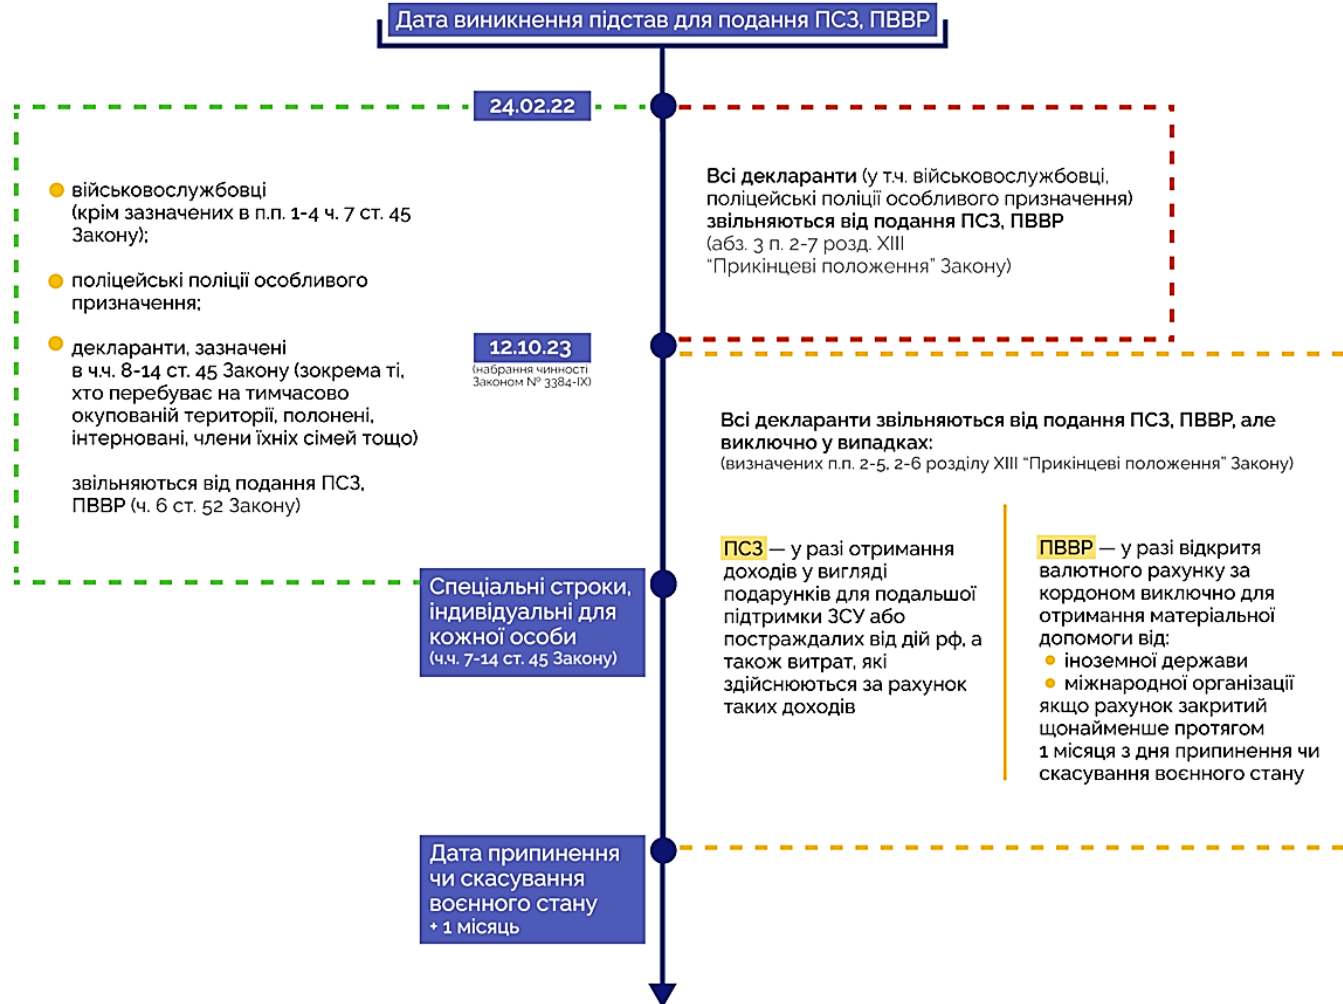 Дата виникнення підстав для подання ПСЗ, ПВВР
24.02.22
військовослужбовці
(крім зазначених в п.п. 1-4 ч. 7 ст. 45
Закону);
поліцейські поліції особливого
призначення;
декларанти, зазначені
в ч.ч. 8-14 ст. 45 Закону (зокрема ті,
хто перебуває на тимчасово
окупованій території, полонені,
інтерновані, члени їхніх сімей тощо)
звільняються від подання ПСЗ,
ПВВР (ч. 6 ст. 52 Закону)
Всі декларанти (у т.ч. військовослужбовці,
поліцейські поліції особливого призначення)
звільняються від подання ПСЗ, ПВВР
(абз. 3 п. 2-7 розд. XIII
“Прикінцеві положення” Закону)
12.10.23
(набрання чинності
Законом № 3384-IX)
Всі декларанти звільняються від подання ПСЗ, ПВВР, але
виключно у випадках:
(визначених п.п. 2-5, 2-6 розділу XIII “Прикінцеві положення” Закону)
ПСЗ — у разі отримання
доходів у вигляді
подарунків для подальшої
підтримки ЗСУ або
постраждалих від дій рф, а
також витрат, які
здійснюються за рахунок
таких доходів
ПВВР — у разі відкритя
валютного рахунку за
кордоном виключно для
отримання матеріальної
допомоги від:
іноземної держави
міжнародної організації
якщо рахунок закритий
щонайменше протягом
1 місяця з дня припинення чи
скасування воєнного стану
Спеціальні строки,
індивідуальні для
кожної особи
(ч.ч. 7-14 ст. 45 Закону)
Дата припинення
чи скасування
воєнного стану
+ 1 місяць